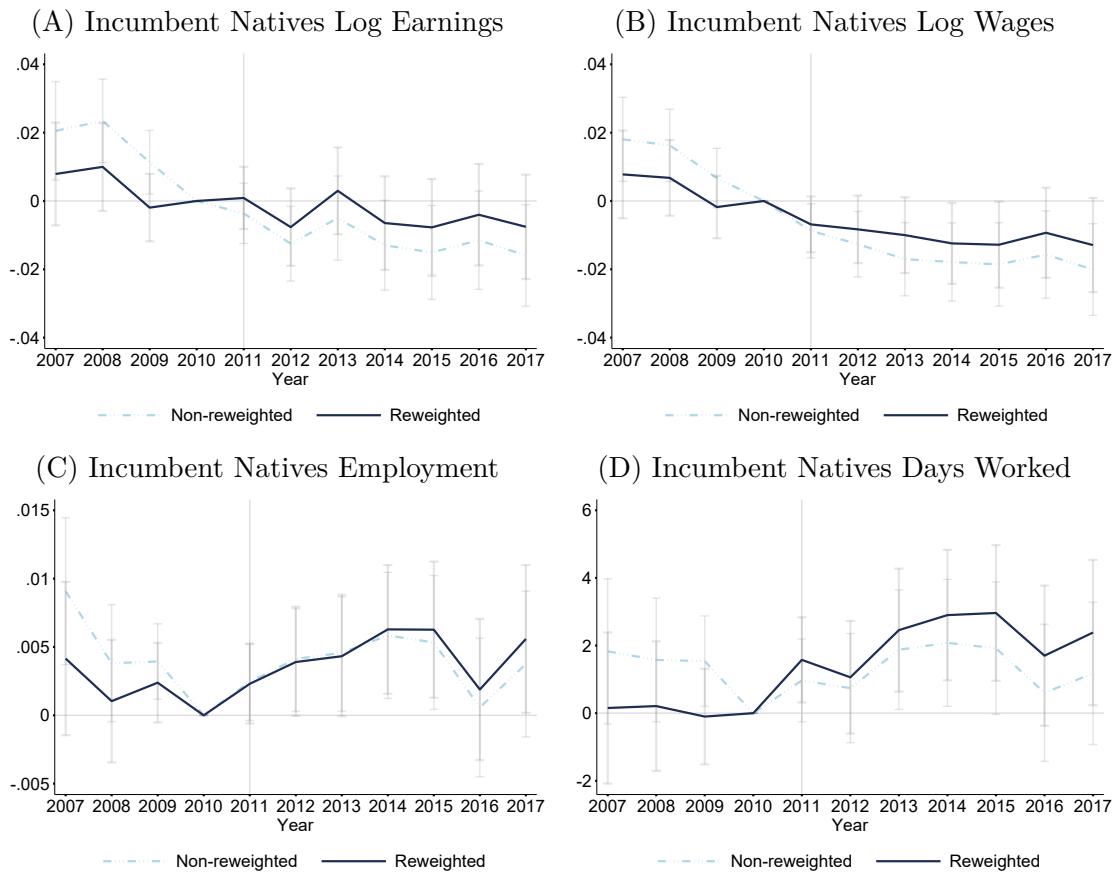 (A) Incumbent Natives Log Earnings
.04
.02
0
-.02
-.04
2007 2008 2009 2010 2011 2012 2013 2014 2015 2016 2017
Year
Non-reweighted Reweighted
(B) Incumbent Natives Log Wages
.04
.02
0
-.02
-.04
2007 2008 2009 2010 2011 2012 2013 2014 2015 2016 2017
Year
Non-reweighted Reweighted
(C) Incumbent Natives Employment
.015
.01
.005
0
-.005
2007 2008 2009 2010 2011 2012 2013 2014 2015 2016 2017
Year
Non-reweighted Reweighted
(D) Incumbent Natives Days Worked
6
4
2
0
-2
2007 2008 2009 2010 2011 2012 2013 2014 2015 2016 2017
Year
Non-reweighted Reweighted